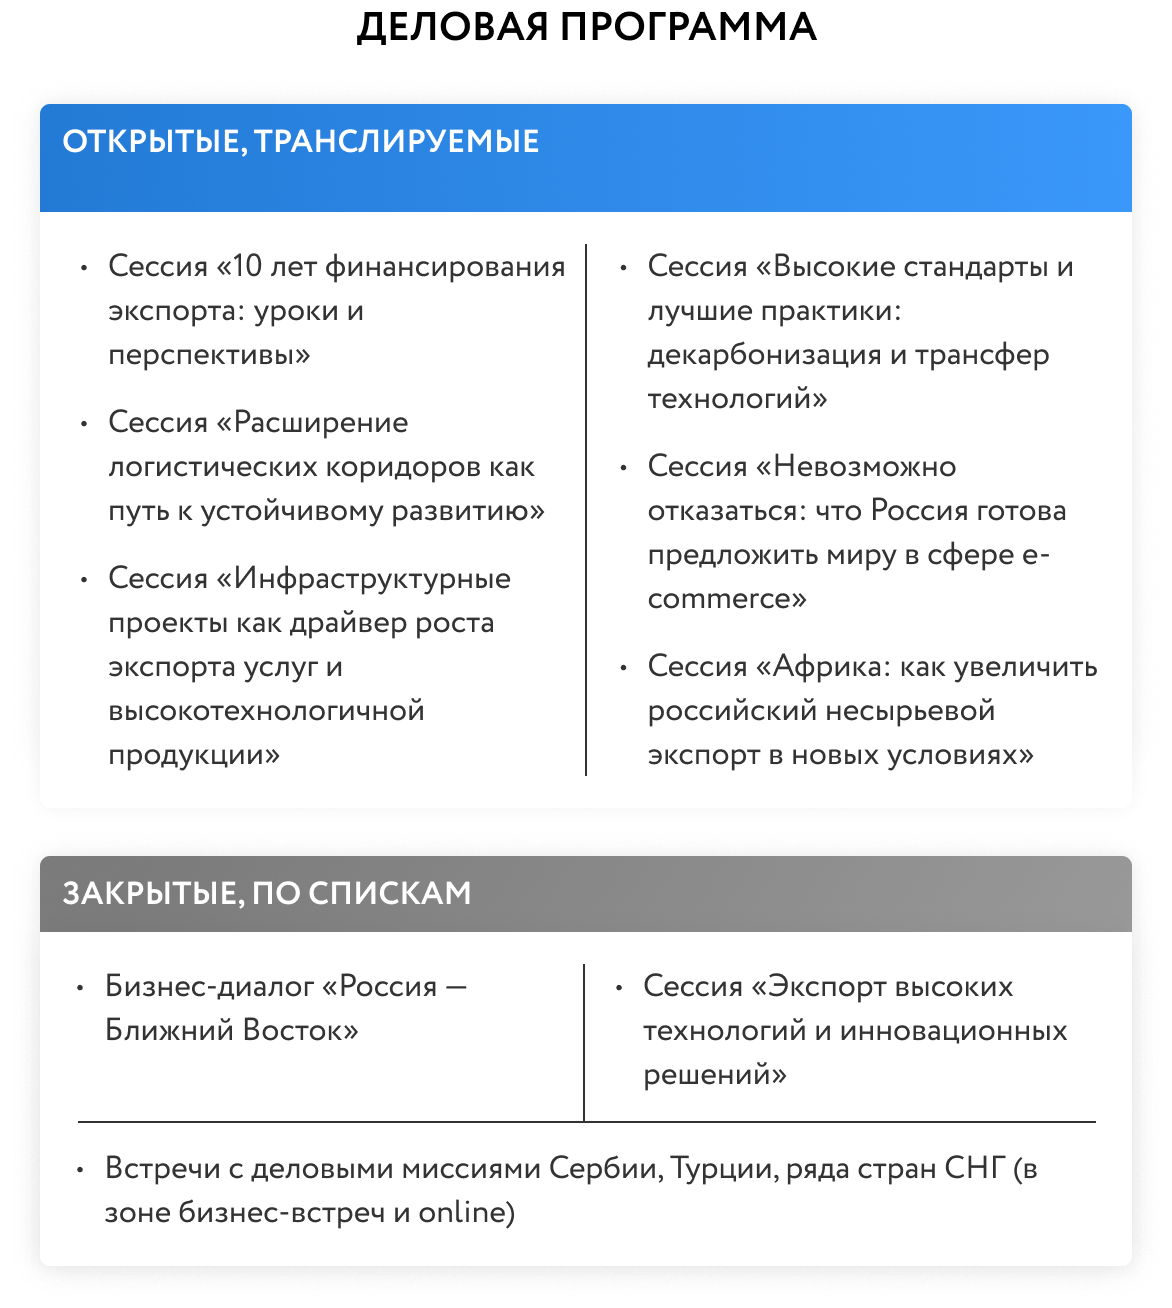 ДЕЛОВАЯ ПРОГРАММА
ОТКРЫТЫЕ, ТРАНСЛИРУЕМЫЕ
• Сессия «10 лет финансирования
экспорта: уроки и
перспективы»
• Сессия «Расширение
логистических коридоров как
путь к устойчивому развитию»
• Сессия «Инфраструктурные
проекты как драйвер роста
экспорта услуг и
высокотехнологичной
продукции»
• Сессия «Высокие стандарты и
лучшие практики:
декарбонизация и трансфер
технологий»
• Сессия «Невозможно
отказаться: что Россия готова
предложить миру в сфере e-
commerce»
• Сессия «Африка: как увеличить
российский несырьевой
экспорт в новых условиях»
ЗАКРЫТЫЕ, ПО СПИСКАМ
• Бизнес-диалог «Россия —
Ближний Восток»
• Сессия «Экспорт высоких
технологий и инновационных
решений»
• Встречи с деловыми миссиями Сербии, Турции, ряда стран СНГ (в
зоне бизнес-встреч и online)